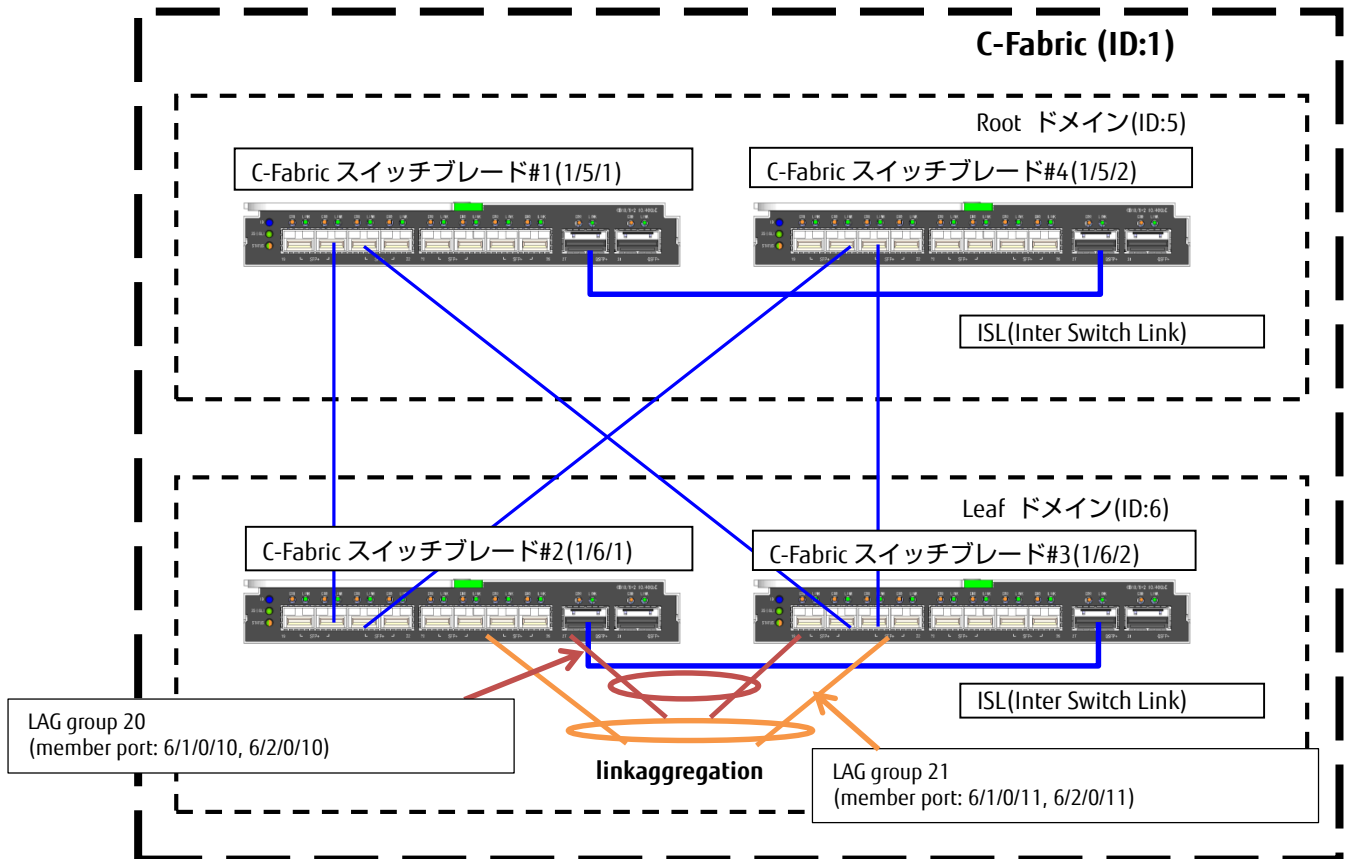 C-Fabric (ID:1)
Root ドメイン(ID:5)
C-Fabric スイッチブレード#1(1/5/1)
C-Fabric スイッチブレード#4(1/5/2)
ISL(Inter Switch Link)
Leaf ドメイン(ID:6)
C-Fabric スイッチブレード#2(1/6/1)
C-Fabric スイッチブレード#3(1/6/2)
ISL(Inter Switch Link)
LAG group 20
(member port: 6/1/0/10, 6/2/0/10)
linkaggregation
LAG group 21
(member port: 6/1/0/11, 6/2/0/11)